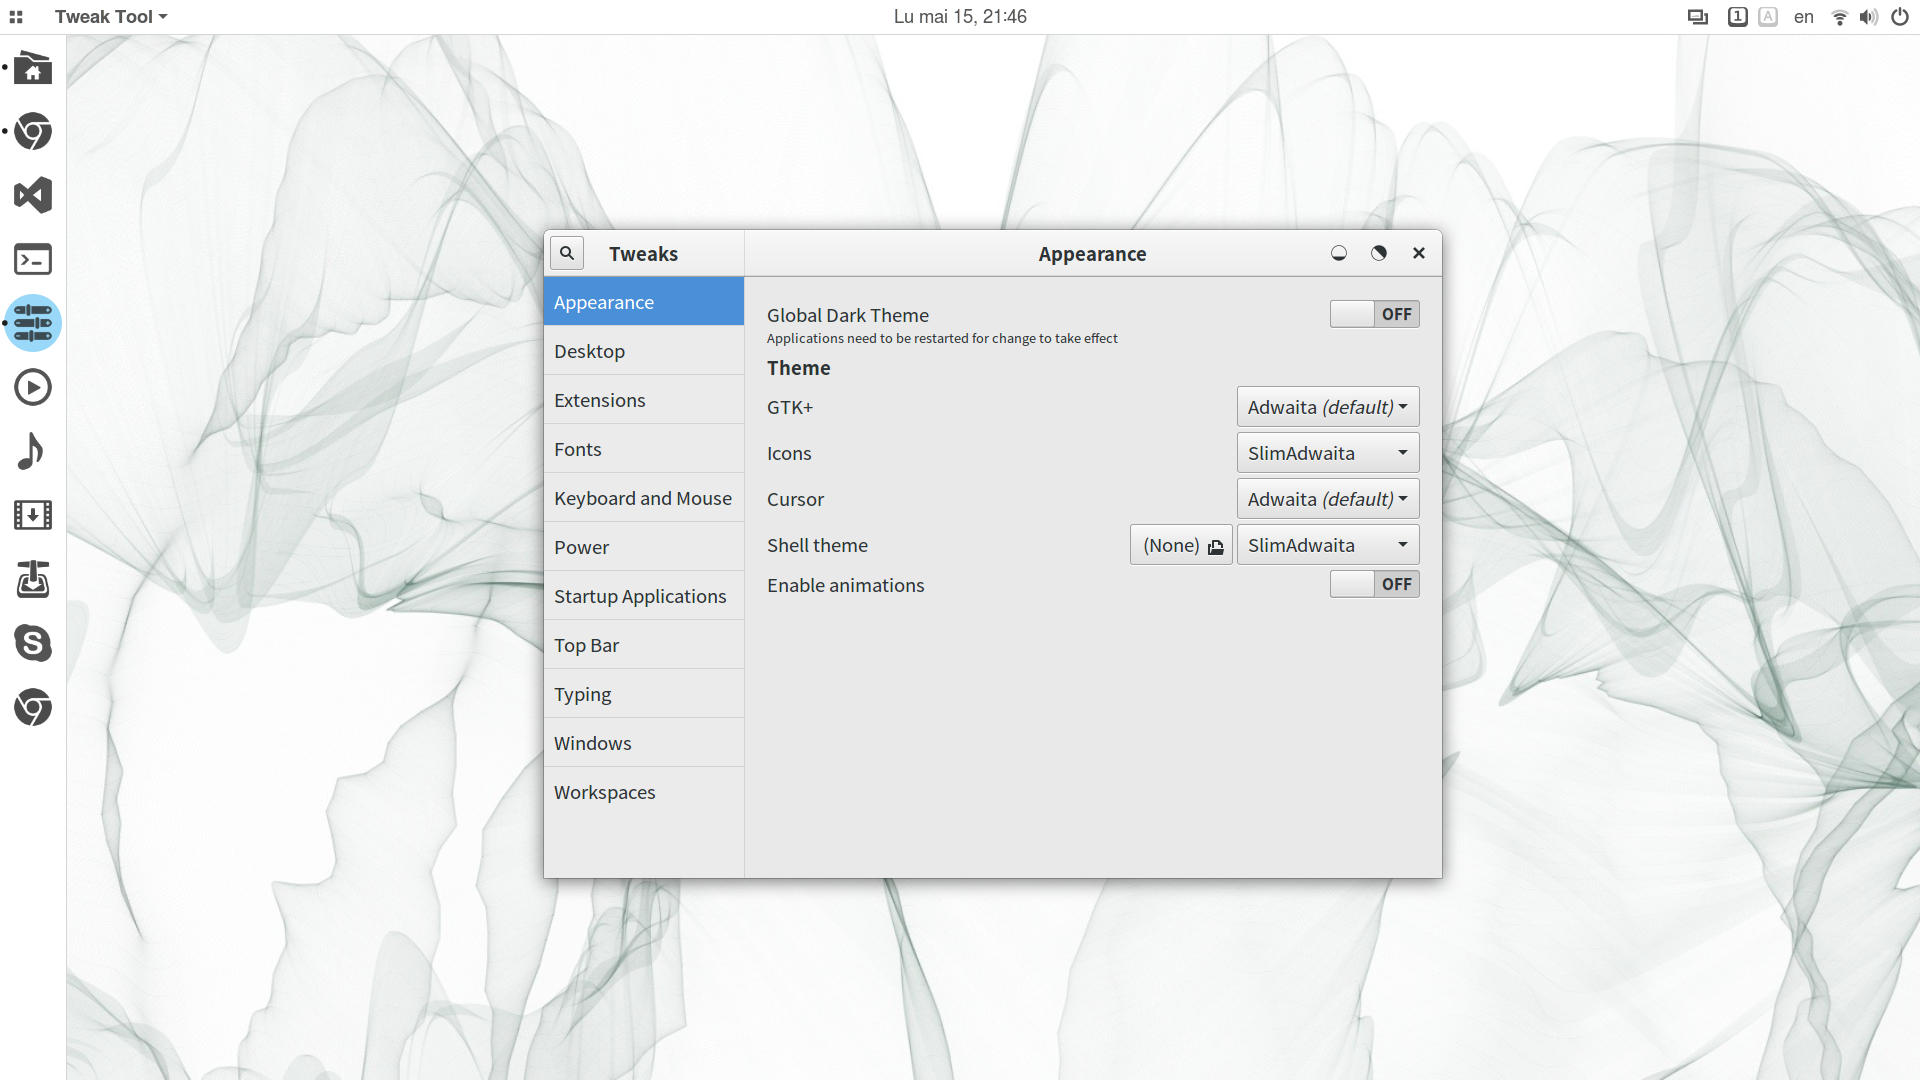 Tweak Tool
Lu mai 15, 21:46
1
A
en
Tweaks
Appearance
Appearance
Desktop
Extensions
Fonts
Keyboard and Mouse
Power
Startup Applications
Top Bar
Typing
Windows
Workspaces
Global Dark Theme
OFF
Applications need to be restarted for change to take effect
Theme
GTK+
Adwaita (default)
Icons
SlimAdwaita
Cursor
Adwaita (default)
Shell theme
(None)
SlimAdwaita
Enable animations
OFF
S